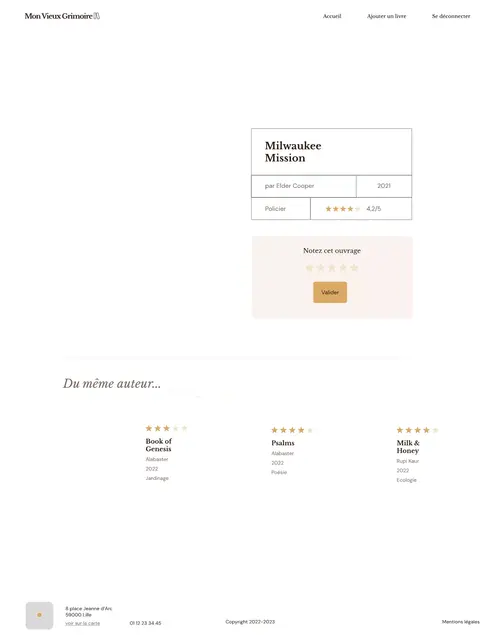 Mon Vieux Grimoire
Accueil
Ajouter un livre
Se déconnecter
Milwaukee
Mission
par Elder Cooper
2021
Policier
4,2/5
Notez cet ouvrage
Valider
Du même auteur...
Book of
Genesis
Alabaster
2022
Jardinage
Psalms
Alabaster
2022
Poésie
Milk &
Honey
Rupi Kaur
2022
Ecologie
8 place Jeanne d'Arc
59000 Lille
Voir sur la carte
01 12 23 34 45
Copyright 2022-2023
Mentions légales